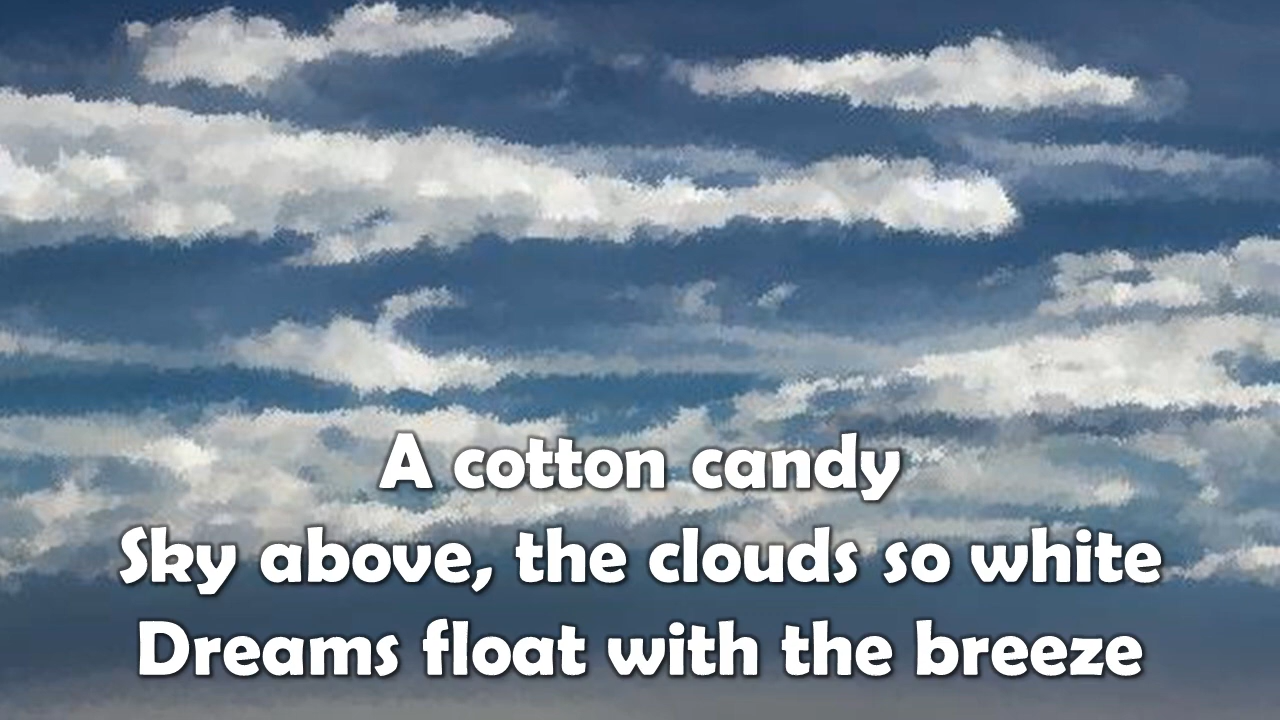 A cotton candy
Sky above, the clouds so white
Dreams float with the breeze